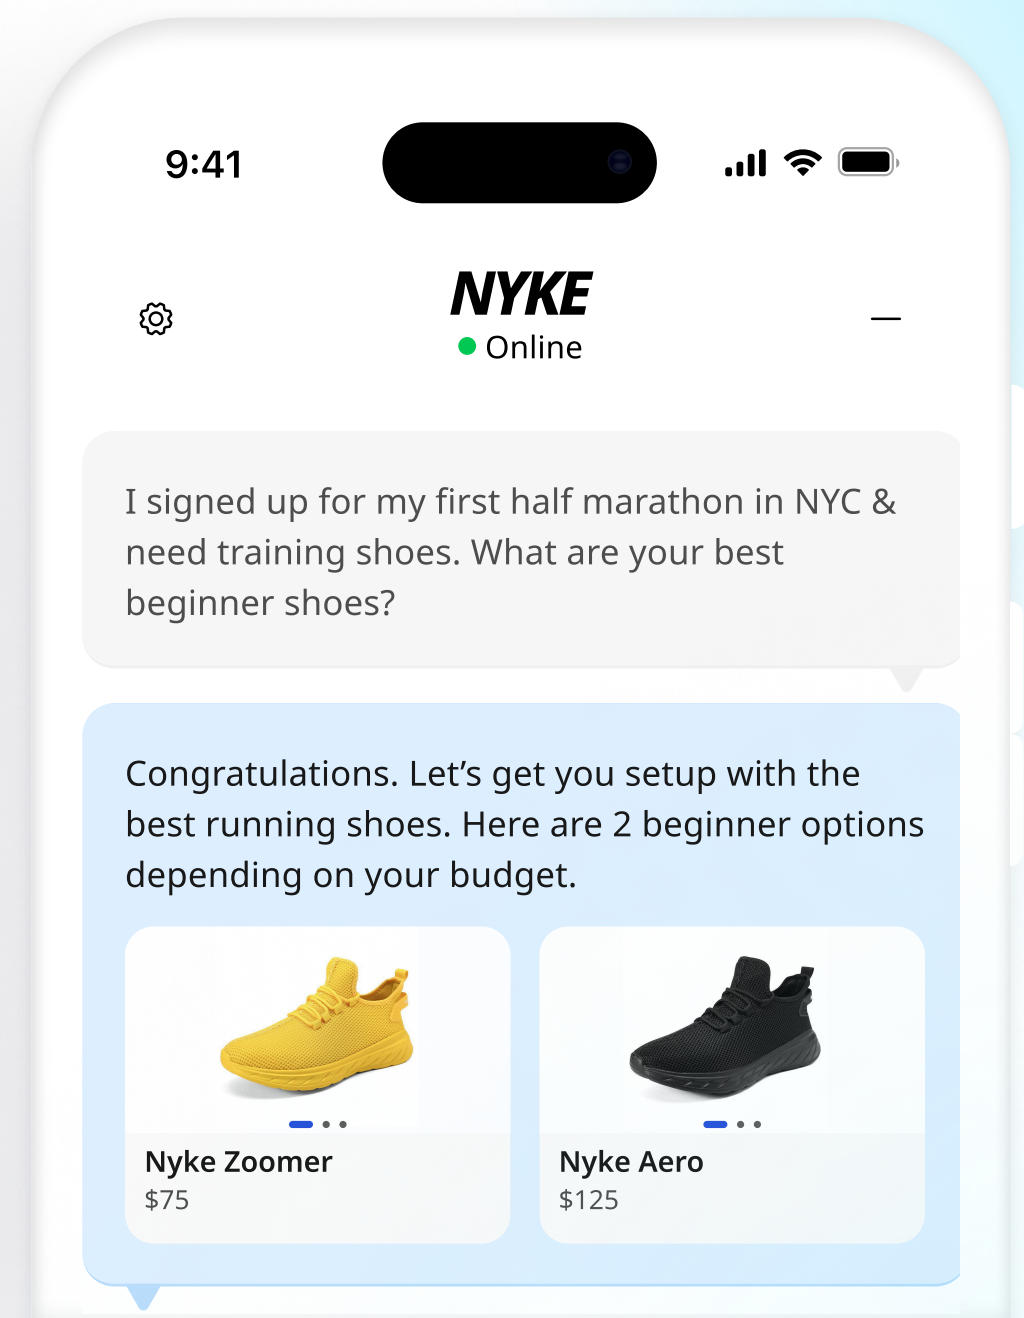 9:41
NYKE
Online
I signed up for my first half marathon in NYC &
need training shoes. What are your best
beginner shoes?
Congratulations. Let’s get you setup with the
best running shoes. Here are 2 beginner options
depending on your budget.
Nyke Zoomer
$75
Nyke Aero
$125